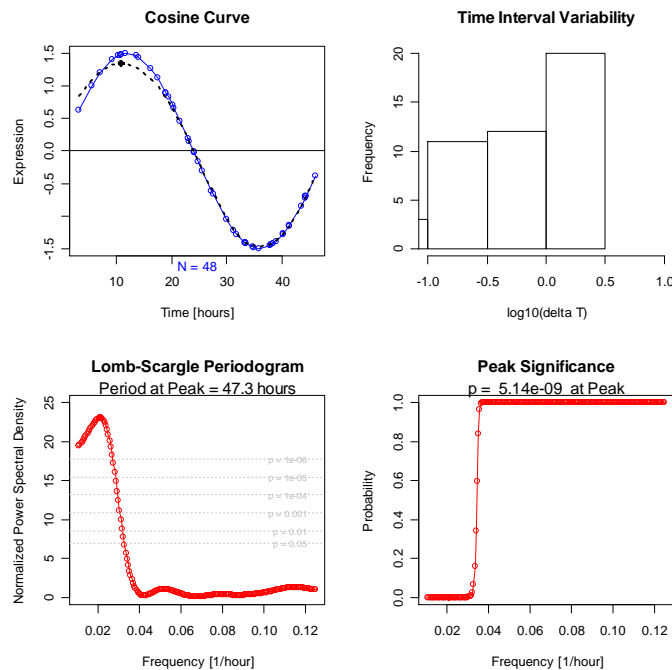 Cosine Curve
Expression
1.5
1.0
0.5
0.0
-0.5
-1.5
10
20
30
40
N = 48
Time [hours]
Time Interval Variability
Frequency
20
15
10
5
0
-1.0
-0.5
0.0
0.5
1.0
log10(delta T)
Lomb-Scargle Periodogram
Period at Peak = 47.3 hours
Normalized Power Spectral Density
25
20
15
10
5
0
p = 1e-06
p = 1e-05
p = 1e-04
p = 0.001
p = 0.01
p = 0.05
0.02
0.04
0.06
0.08
0.10
0.12
Frequency [1/hour]
Peak Significance
p = 5.14e-09 at Peak
Probability
1.0
0.8
0.6
0.4
0.2
0.0
0.02
0.04
0.06
0.08
0.10
0.12
Frequency [1/hour]